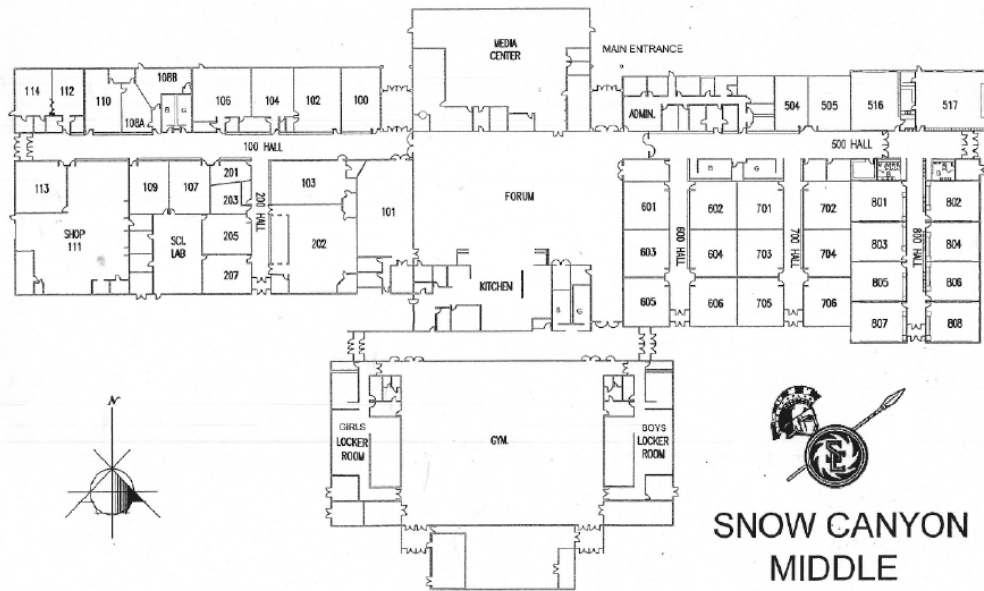 MEDIA
CENTER
MAIN ENTRANCE
114
112
110
108B
108A
B
G
106
104
102
100
ADMIN.
504
505
516
517
100 HALL
500 HALL
113
109
107
201
203
103
101
FORUM
B
G
B
601
602
701
702
801
802
SHOP
111
SCL
LAB
205
207
200 HALL
202
603
600 HALL
604
703
700 HALL
704
803
800 HALL
804
KITCHEN
B
G
605
606
705
706
805
806
807
808
N
GIRLS
LOCKER
ROOM
GYM.
BOYS
LOCKER
ROOM
SNOW CANYON
MIDDLE